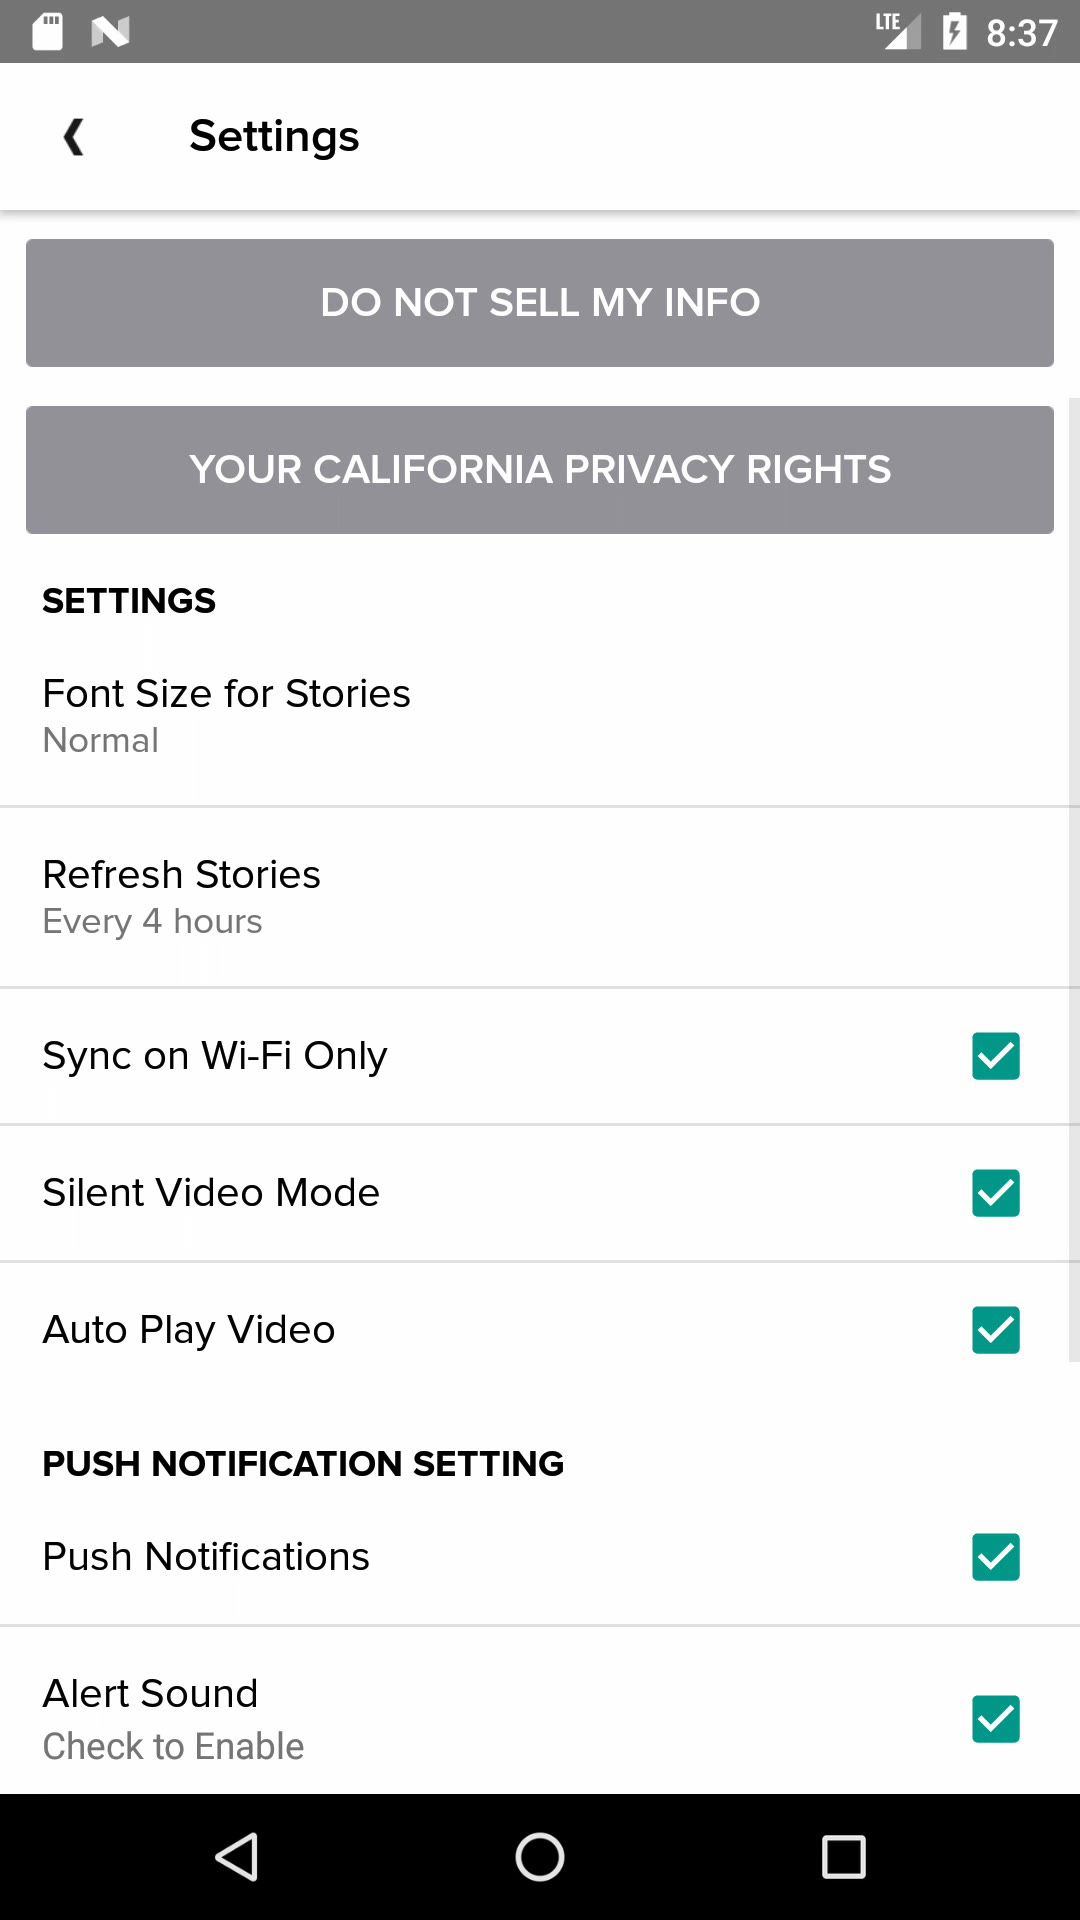 LTE 8:37
Settings
DO NOT SELL MY INFO
YOUR CALIFORNIA PRIVACY RIGHTS
SETTINGS
Font Size for Stories
Normal
Refresh Stories
Every 4 hours
Sync on Wi-Fi Only
Silent Video Mode
Auto Play Video
PUSH NOTIFICATION SETTING
Push Notifications
Alert Sound
Check to Enable